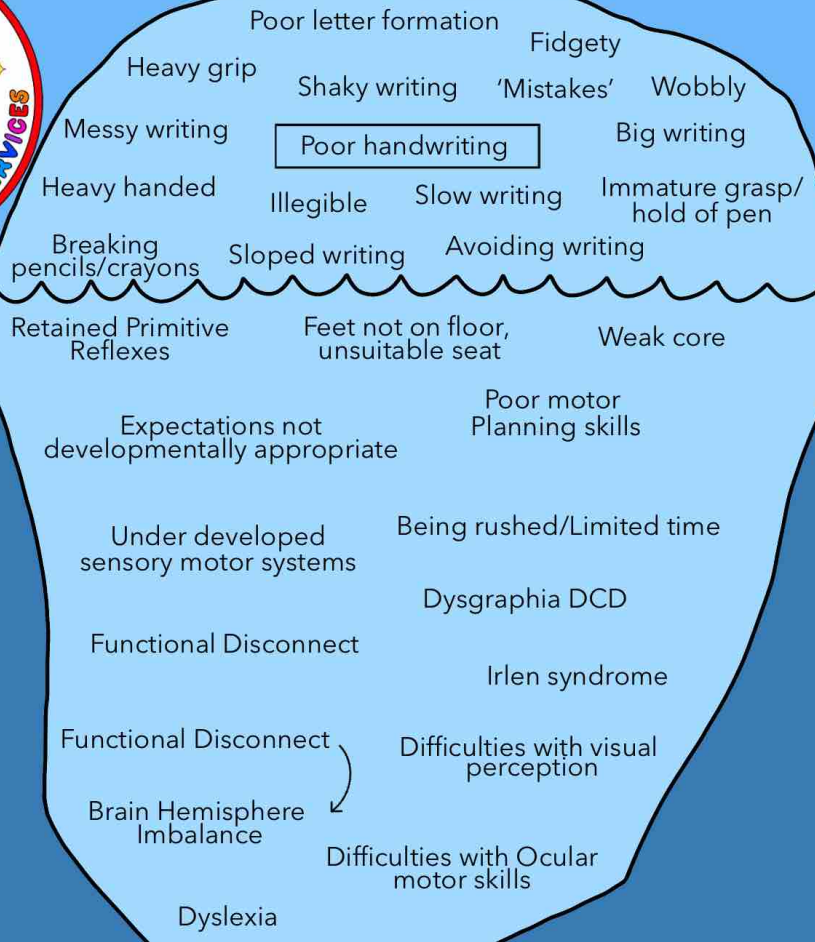 Poor letter formation
Fidgety
Heavy grip
Shaky writing
‘Mistakes’
Wobbly
Messy writing
Poor handwriting
Big writing
Heavy handed
Illegible
Slow writing
Immature grasp/
hold of pen
Breaking
pencils/crayons
Sloped writing
Avoiding writing
Retained Primitive
Reflexes
Feet not on floor,
unsuitable seat
Weak core
Poor motor
Planning skills
Expectations not
developmentally appropriate
Being rushed/Limited time
Under developed
sensory motor systems
Dysgraphia DCD
Functional Disconnect
Irlen syndrome
Functional Disconnect
Difficulties with visual
perception
Brain Hemisphere
Imbalance
Difficulties with Ocular
motor skills
Dyslexia